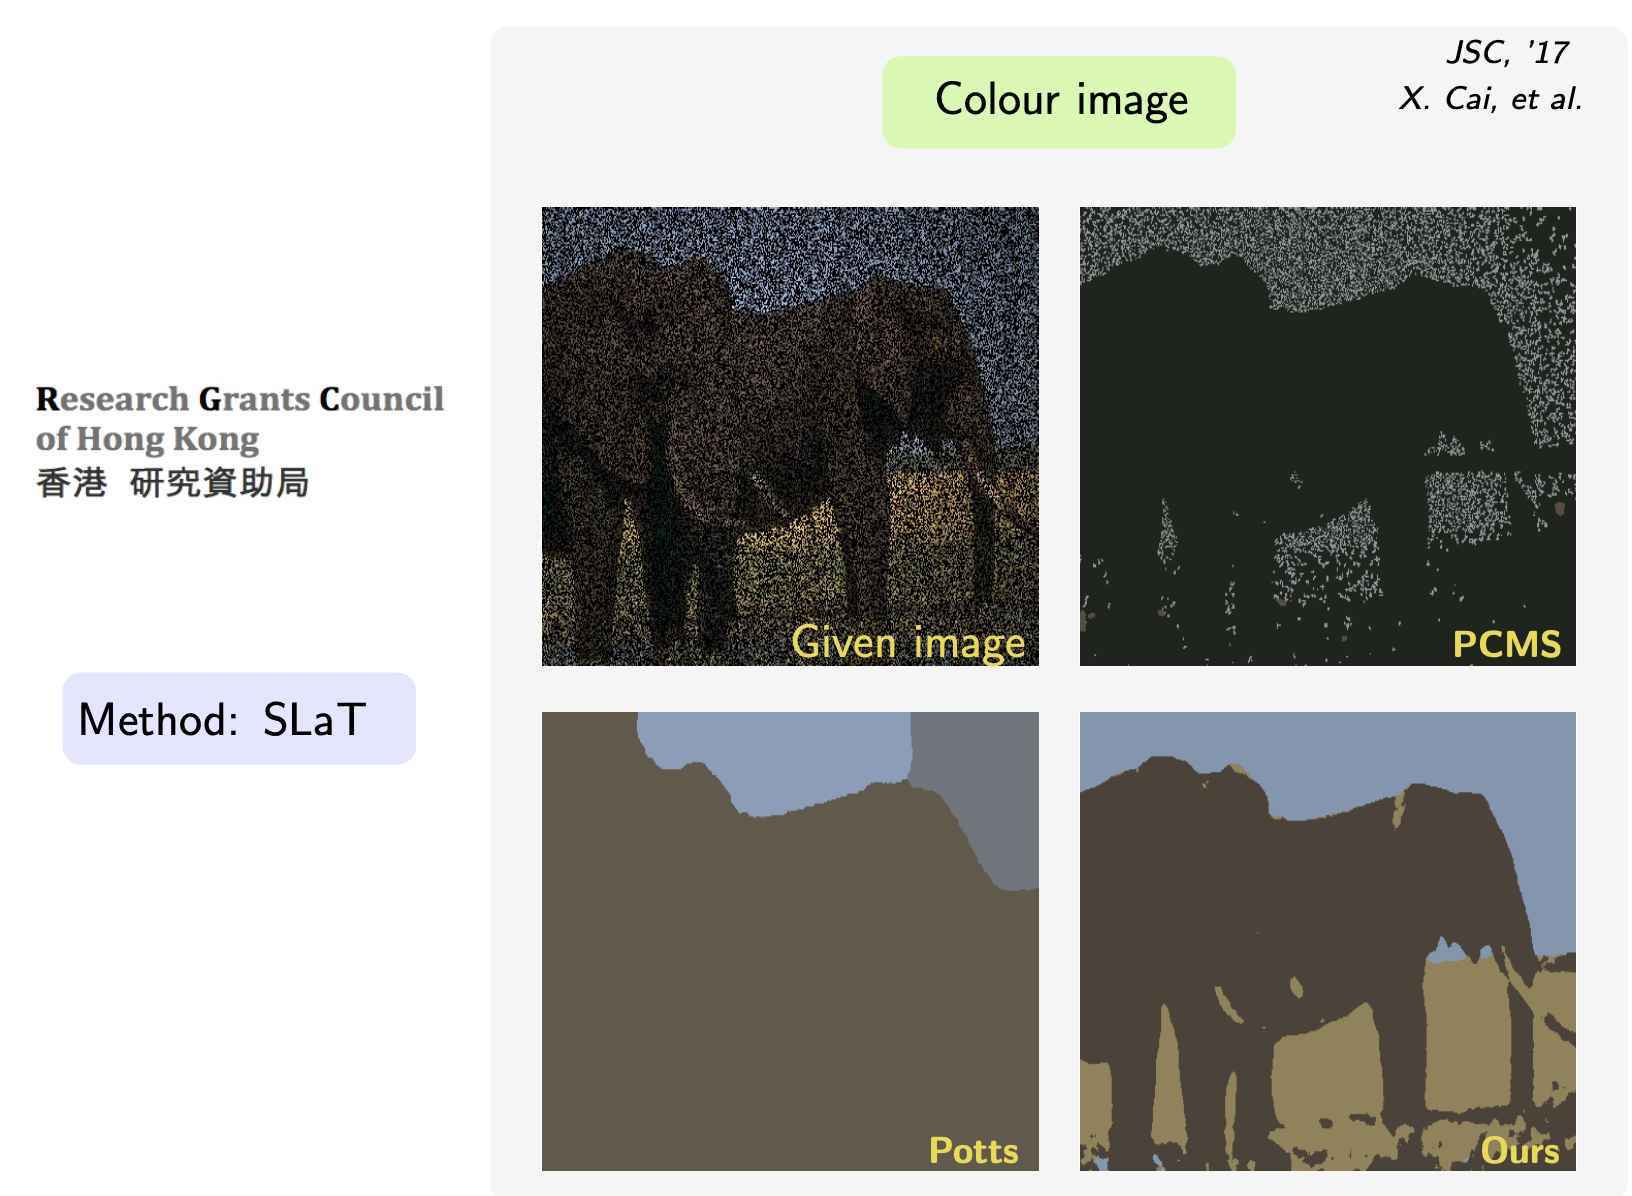 Research Grants Council
of Hong Kong
香港 研究資助局
Method: SLaT
Colour image
JSC, '17
X. Cai, et al.
Given image
PCMS
Potts
Ours